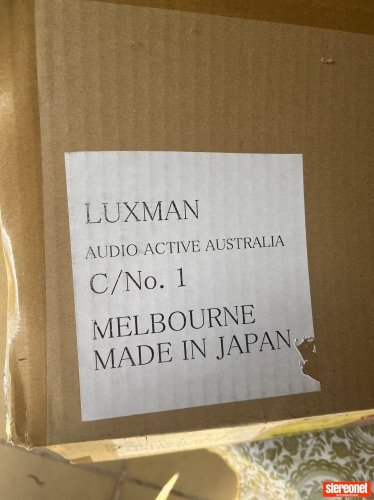 LUXMAN
AUDIO ACTIVE AUSTRALIA
C/No. 1
MELBOURNE
MADE IN JAPAN
stereonet